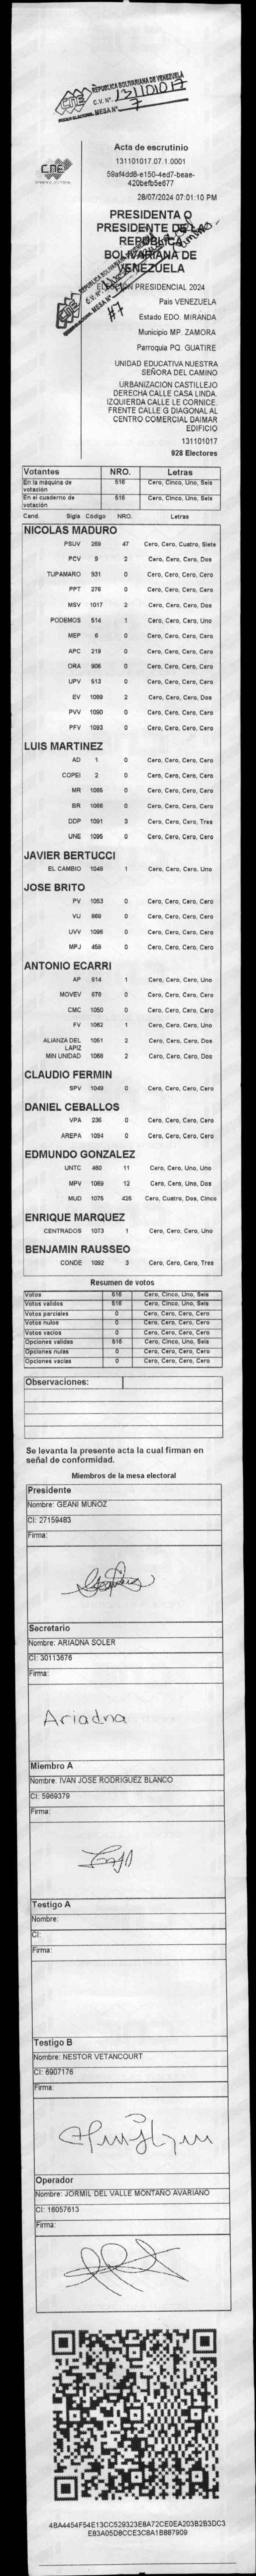 REPUBLICA BOLIVARIANA DE VENEZUELA
CNE
C.V. Nº. 131101017
PODER ELECTORAL MESA Nº 7
Acta de escrutinio
131101017.07.1.0001
59af4dd8-e150-4ed7-beae-
420befb5e677
28/07/2024 07:01:10 PM
PRESIDENTA O
PRESIDENTE DE LA
REPÚBLICA
BOLIVARIANA DE
VENEZUELA
ELECCIÓN PRESIDENCIAL 2024
#7
País VENEZUELA
Estado EDO. MIRANDA
Municipio MP. ZAMORA
Parroquia PQ. GUATIRE
UNIDAD EDUCATIVA NUESTRA
SEÑORA DEL CAMINO
URBANIZACIÓN CASTILLEJO
DERECHA CALLE CASA LINDA.
IZQUIERDA CALLE LE CORNICE.
FRENTE CALLE G DIAGONAL AL
CENTRO COMERCIAL DAIMAR
EDIFICIO
131101017
928 Electores
Votantes NRO. Letras
En la máquina de votación 516 Cero, Cinco, Uno, Seis
En el cuaderno de votación 516 Cero, Cinco, Uno, Seis
Cand. Sigla Código NRO. Letras
NICOLAS MADURO
PSUV 269 47 Cero, Cero, Cuatro, Siete
PCV 9 2 Cero, Cero, Cero, Dos
TUPAMARO 931 0 Cero, Cero, Cero, Cero
PPT 276 0 Cero, Cero, Cero, Cero
MSV 1017 2 Cero, Cero, Cero, Dos
PODEMOS 514 1 Cero, Cero, Cero, Uno
MEP 6 0 Cero, Cero, Cero, Cero
APC 219 0 Cero, Cero, Cero, Cero
ORA 906 0 Cero, Cero, Cero, Cero
UPV 513 0 Cero, Cero, Cero, Cero
EV 1089 2 Cero, Cero, Cero, Dos
PVV 1090 0 Cero, Cero, Cero, Cero
PFV 1093 0 Cero, Cero, Cero, Cero
LUIS MARTINEZ
AD 1 0 Cero, Cero, Cero, Cero
COPEI 2 0 Cero, Cero, Cero, Cero
MR 1065 0 Cero, Cero, Cero, Cero
BR 1066 0 Cero, Cero, Cero, Cero
DDP 1091 3 Cero, Cero, Cero, Tres
UNE 1095 0 Cero, Cero, Cero, Cero
JAVIER BERTUCCI
EL CAMBIO 1048 1 Cero, Cero, Cero, Uno
JOSE BRITO
PV 1053 0 Cero, Cero, Cero, Cero
VU 868 0 Cero, Cero, Cero, Cero
UVV 1096 0 Cero, Cero, Cero, Cero
MPJ 458 0 Cero, Cero, Cero, Cero
ANTONIO ECARRI
AP 814 1 Cero, Cero, Cero, Uno
MOVEV 979 0 Cero, Cero, Cero, Cero
CMC 1050 0 Cero, Cero, Cero, Cero
FV 1062 1 Cero, Cero, Cero, Uno
ALIANZA DEL LAPIZ 1051 2 Cero, Cero, Cero, Dos
MIN UNIDAD 1068 2 Cero, Cero, Cero, Dos
CLAUDIO FERMIN
SPV 1049 0 Cero, Cero, Cero, Cero
DANIEL CEBALLOS
VPA 236 0 Cero, Cero, Cero, Cero
AREPA 1094 0 Cero, Cero, Cero, Cero
EDMUNDO GONZALEZ
UNTC 460 11 Cero, Cero, Uno, Uno
MPV 1069 12 Cero, Cero, Uno, Dos
MUD 1075 425 Cero, Cuatro, Dos, Cinco
ENRIQUE MARQUEZ
CENTRADOS 1073 1 Cero, Cero, Cero, Uno
BENJAMIN RAUSSEO
CONDE 1092 3 Cero, Cero, Cero, Tres
Resumen de votos
Votos 516 Cero, Cinco, Uno, Seis
Votos validos 516 Cero, Cinco, Uno, Seis
Votos parciales 0 Cero, Cero, Cero, Cero
Votos nulos 0 Cero, Cero, Cero, Cero
Votos vacios 0 Cero, Cero, Cero, Cero
Opciones validas 516 Cero, Cinco, Uno, Seis
Opciones nulas 0 Cero, Cero, Cero, Cero
Opciones vacias 0 Cero, Cero, Cero, Cero
Observaciones:
Se levanta la presente acta la cual firman en
señal de conformidad.
Miembros de la mesa electoral
Presidente
Nombre: GEANI MUÑOZ
CI: 27159483
Firma:
Secretario
Nombre: ARIADNA SOLER
CI: 30113676
Firma:
Ariadna
Miembro A
Nombre: IVAN JOSE RODRIGUEZ BLANCO
CI: 5969379
Firma:
Testigo A
Nombre:
CI:
Firma:
Testigo B
Nombre: NESTOR VETANCOURT
CI: 6907176
Firma:
Operador
Nombre: JORMIL DEL VALLE MONTAÑO AVARIANO
CI: 16057613
Firma:
4BA4454F54E13CC529323E8A72CE0EA203B2B3DC3
E83A05D8CCE3C8A1B887909